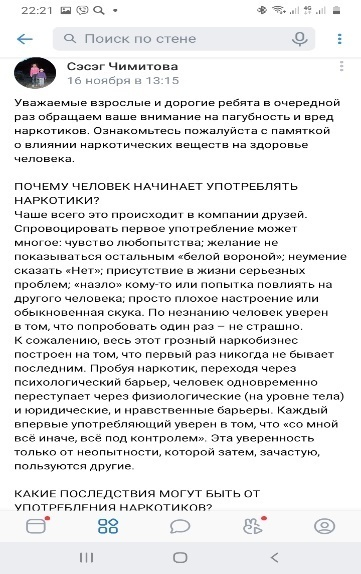 22:21
Поиск по стене
Сэсэг Чимитова
16 ноября в 13:15
Уважаемые взрослые и дорогие ребята в очередной
раз обращаем ваше внимание на пагубность и вред
наркотиков. Ознакомьтесь пожалуйста с памяткой
о влиянии наркотических веществ на здоровье
человека.
ПОЧЕМУ ЧЕЛОВЕК НАЧИНАЕТ УПОТРЕБЛЯТЬ
НАРКОТИКИ?
Чаше всего это происходит в компании друзей.
Спровоцировать первое употребление может
многое: чувство любопытства; желание не
показываться остальным «белой вороной»; неумение
сказать «Нет»; присутствие в жизни серьезных
проблем; «назло» кому-то или попытка повлиять на
другого человека; просто плохое настроение или
обыкновенная скука. По незнанию человек уверен
в том, что попробовать один раз – не страшно.
К сожалению, весь этот грозный наркобизнес
построен на том, что первый раз никогда не бывает
последним. Пробуя наркотик, переходя через
психологический барьер, человек одновременно
переступает через физиологические (на уровне тела)
и юридические, и нравственные барьеры. Каждый
впервые употребляющий уверен в том, что «со мной
всё иначе, всё под контролем». Эта уверенность
только от неопытности, которой затем, зачастую,
пользуются другие.
КАКИЕ ПОСЛЕДСТВИЯ МОГУТ БЫТЬ ОТ
УПОТРЕБЛЕНИЯ НАРКОТИКОВ?